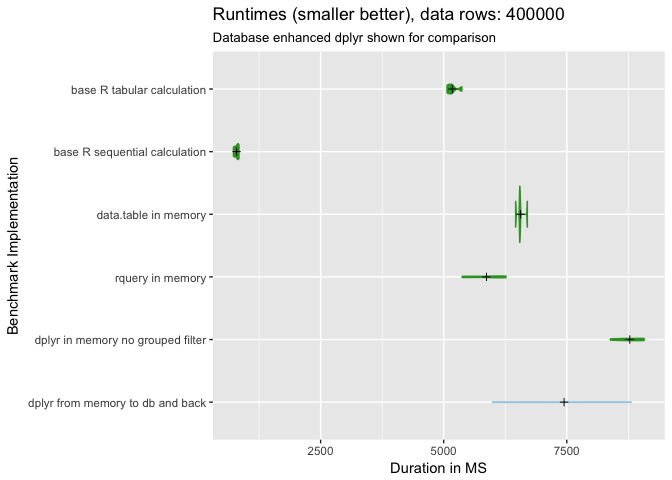 Runtimes (smaller better), data rows: 400000
Database enhanced dplyr shown for comparison
Benchmark Implementation
base R tabular calculation
base R sequential calculation
data.table in memory
rquery in memory
dplyr in memory no grouped filter
dplyr from memory to db and back
2500 5000 7500
Duration in MS